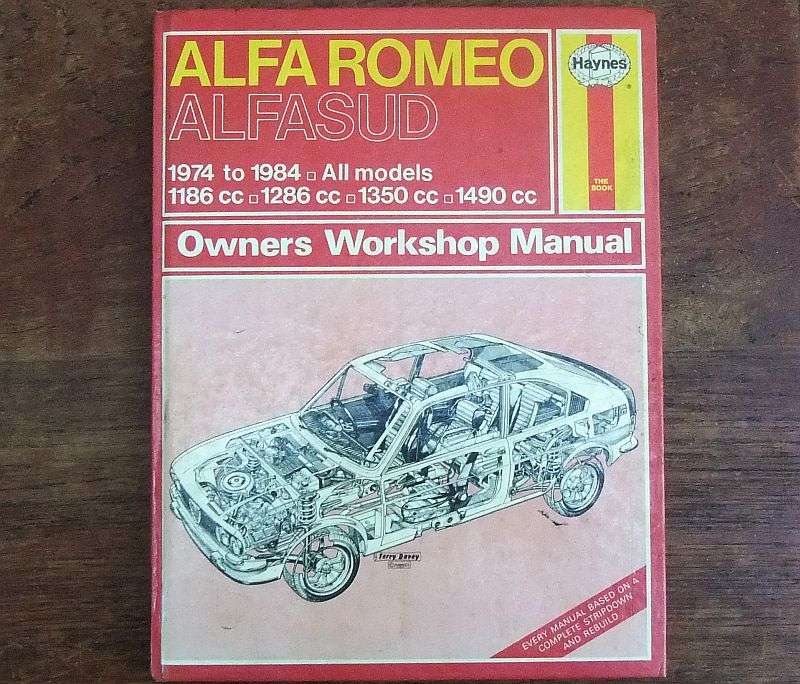 ALFA ROMEO
ALFASUD
1974 to 1984 ▫ All models
1186 cc ▫ 1286 cc ▫ 1350 cc ▫ 1490 cc
Haynes
®
THE
BOOK
Owners Workshop Manual
Terry Davey
EVERY MANUAL BASED ON A
COMPLETE STRIPDOWN
AND REBUILD